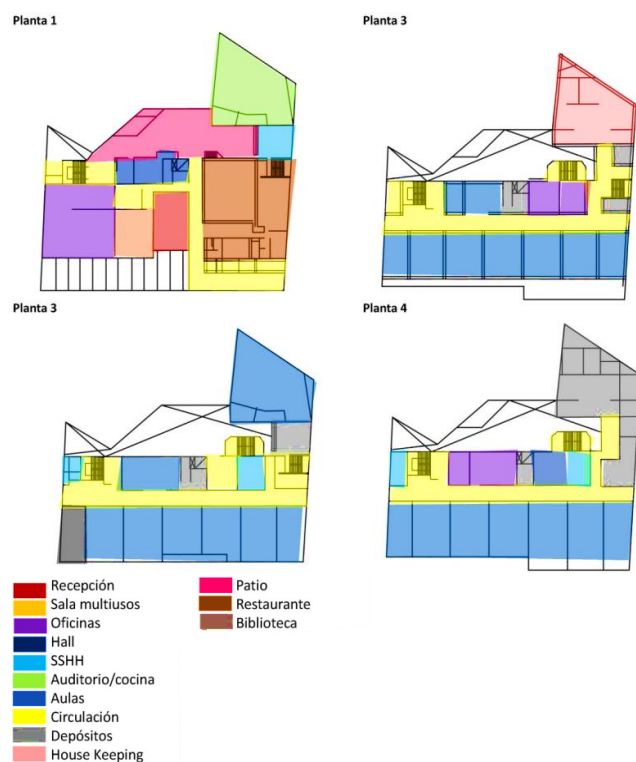 Planta 1
Planta 3
Planta 3
Planta 4
Recepción
Sala multiusos
Oficinas
Hall
SSHH
Auditorio/cocina
Aulas
Circulación
Depósitos
House Keeping
Patio
Restaurante
Biblioteca